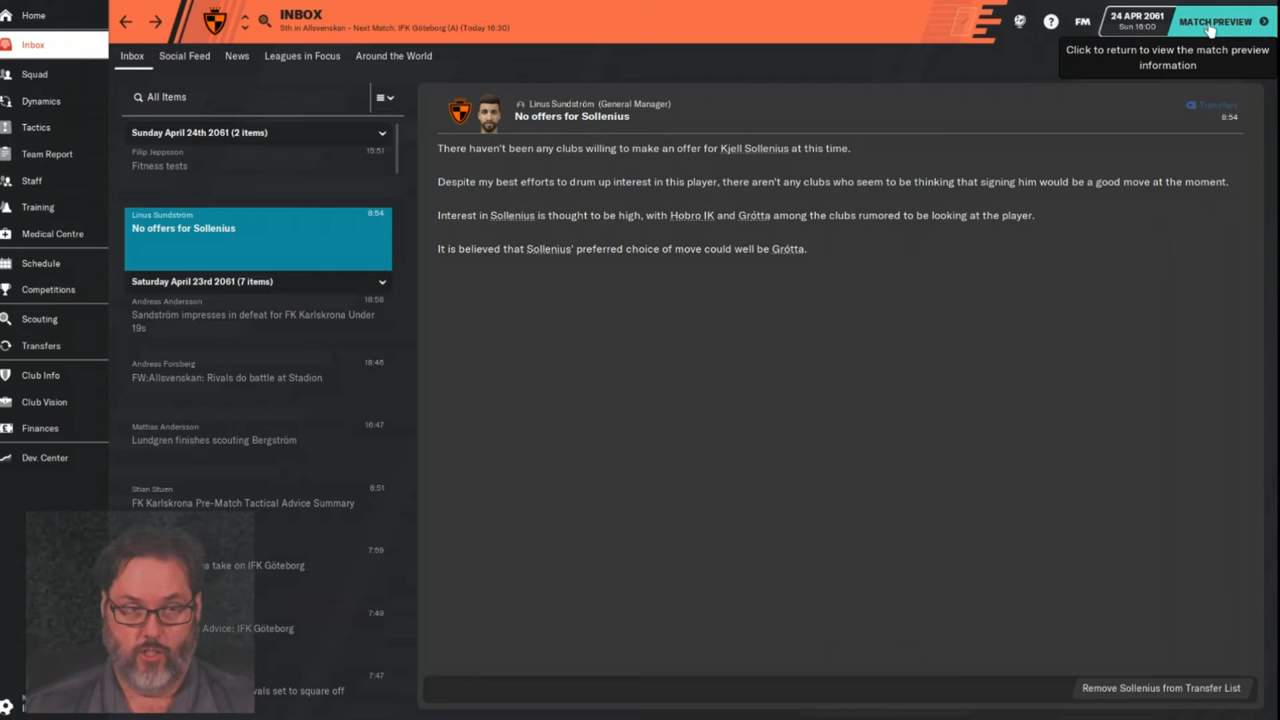 Home
INBOX
5th in Allsvenskan - Next Match: IFK Göteborg (A) (Today 16:30)
FM
24 APR 2061
Sun 16:00
MATCH PREVIEW
Click to return to view the match preview
information
Inbox
Squad
Dynamics
Tactics
Team Report
Staff
Training
Medical Centre
Schedule
Competitions
Scouting
Transfers
Club Info
Club Vision
Finances
Dev. Center
Inbox
Social Feed
News
Leagues in Focus
Around the World
All Items
Sunday April 24th 2061 (2 items)
Filip Jeppsson
15:51
Fitness tests
Linus Sundström
8:54
No offers for Sollenius
Saturday April 23rd 2061 (7 items)
Andreas Andersson
18:58
Sandström impresses in defeat for FK Karlskrona Under
19s
Andreas Forsberg
18:46
FW:Allsvenskan: Rivals do battle at Stadion
Mattias Andersson
16:47
Lundgren finishes scouting Bergström
Stian Stuen
8:51
FK Karlskrona Pre-Match Tactical Advice Summary
7:59
a take on IFK Göteborg
7:49
Advice: IFK Göteborg
7:47
vals set to square off
Linus Sundström (General Manager)
No offers for Sollenius
Transfers
8:54
There haven't been any clubs willing to make an offer for Kjell Sollenius at this time.
Despite my best efforts to drum up interest in this player, there aren't any clubs who seem to be thinking that signing him would be a good move at the moment.
Interest in Sollenius is thought to be high, with Hobro IK and Grótta among the clubs rumored to be looking at the player.
It is believed that Sollenius' preferred choice of move could well be Grótta.
Remove Sollenius from Transfer List